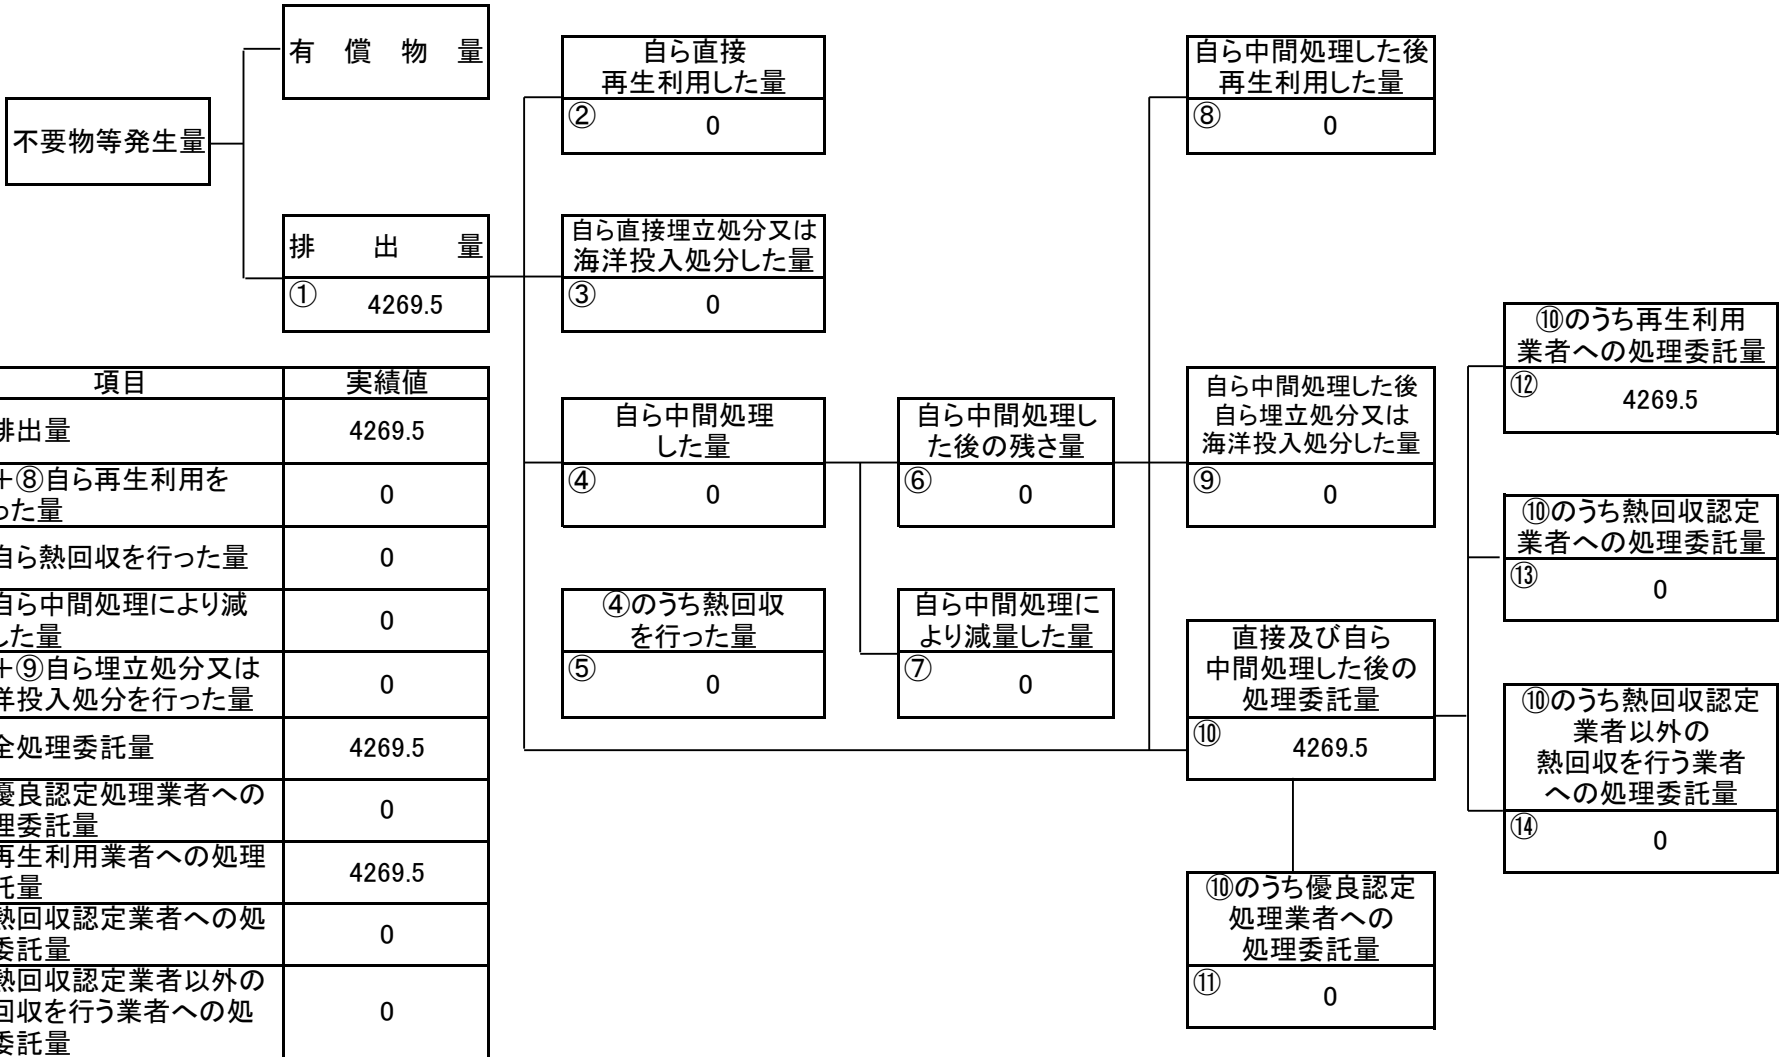 有償物量
不要物等発生量
排出量
①
4269.5
自ら直接
再生利用した量
②
0
自ら直接埋立処分又は
海洋投入処分した量
③
0
自ら中間処理
した量
④
0
④のうち熱回収
を行った量
⑤
0
自ら中間処理し
た後の残さ量
⑥
0
自ら中間処理に
より減量した量
⑦
0
自ら中間処理した後
再生利用した量
⑧
0
自ら中間処理した後
自ら埋立処分又は
海洋投入処分した量
⑨
0
直接及び自ら
中間処理した後の
処理委託量
⑩
4269.5
⑩のうち優良認定
処理業者への
処理委託量
⑪
0
⑩のうち再生利用
業者への処理委託量
⑫
4269.5
⑩のうち熱回収認定
業者への処理委託量
⑬
0
⑩のうち熱回収認定
業者以外の
熱回収を行う業者
への処理委託量
⑭
0
項目 実績値
排出量 4269.5
+⑧自ら再生利用を
った量
0
自ら熱回収を行った量 0
自ら中間処理により減
した量
0
+⑨自ら埋立処分又は
洋投入処分を行った量
0
全処理委託量 4269.5
優良認定処理業者への
理委託量
0
再生利用業者への処理
託量
4269.5
熱回収認定業者への処
委託量
0
熱回収認定業者以外の
回収を行う業者への処
委託量
0